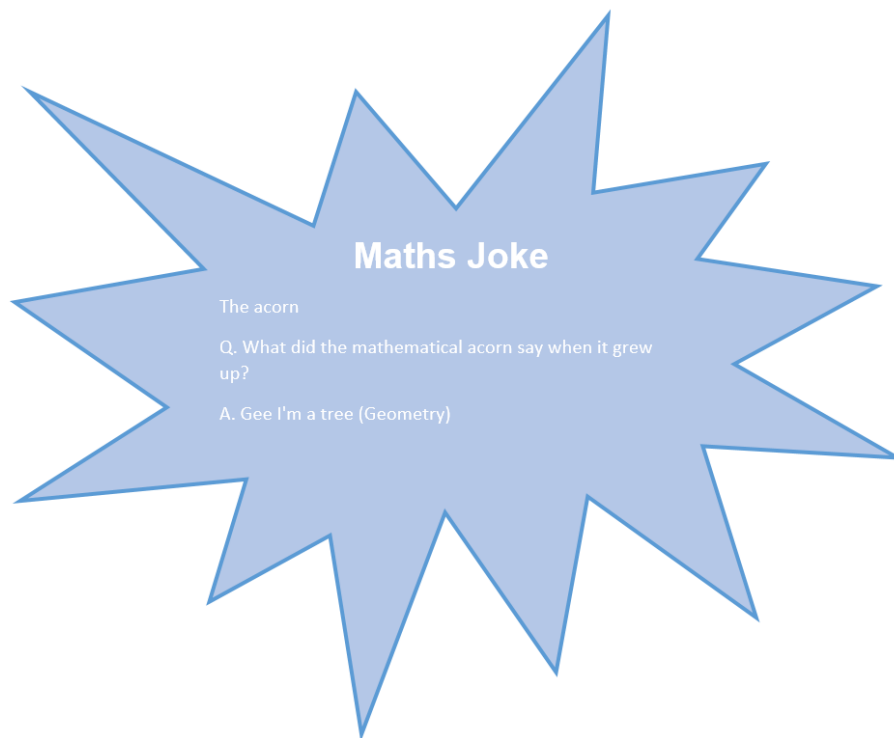 Maths Joke
The acorn
Q. What did the mathematical acorn say when it grew
up?
A. Gee I'm a tree (Geometry)